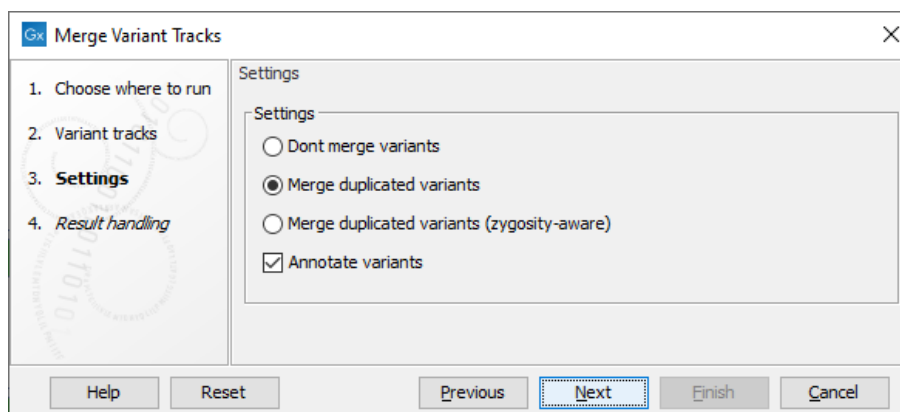 Gx Merge Variant Tracks
1. Choose where to run
2. Variant tracks
3. Settings
4. Result handling
Settings
Settings
Dont merge variants
Merge duplicated variants
Merge duplicated variants (zygosity-aware)
Annotate variants
Help Reset Previous Next Finish Cancel